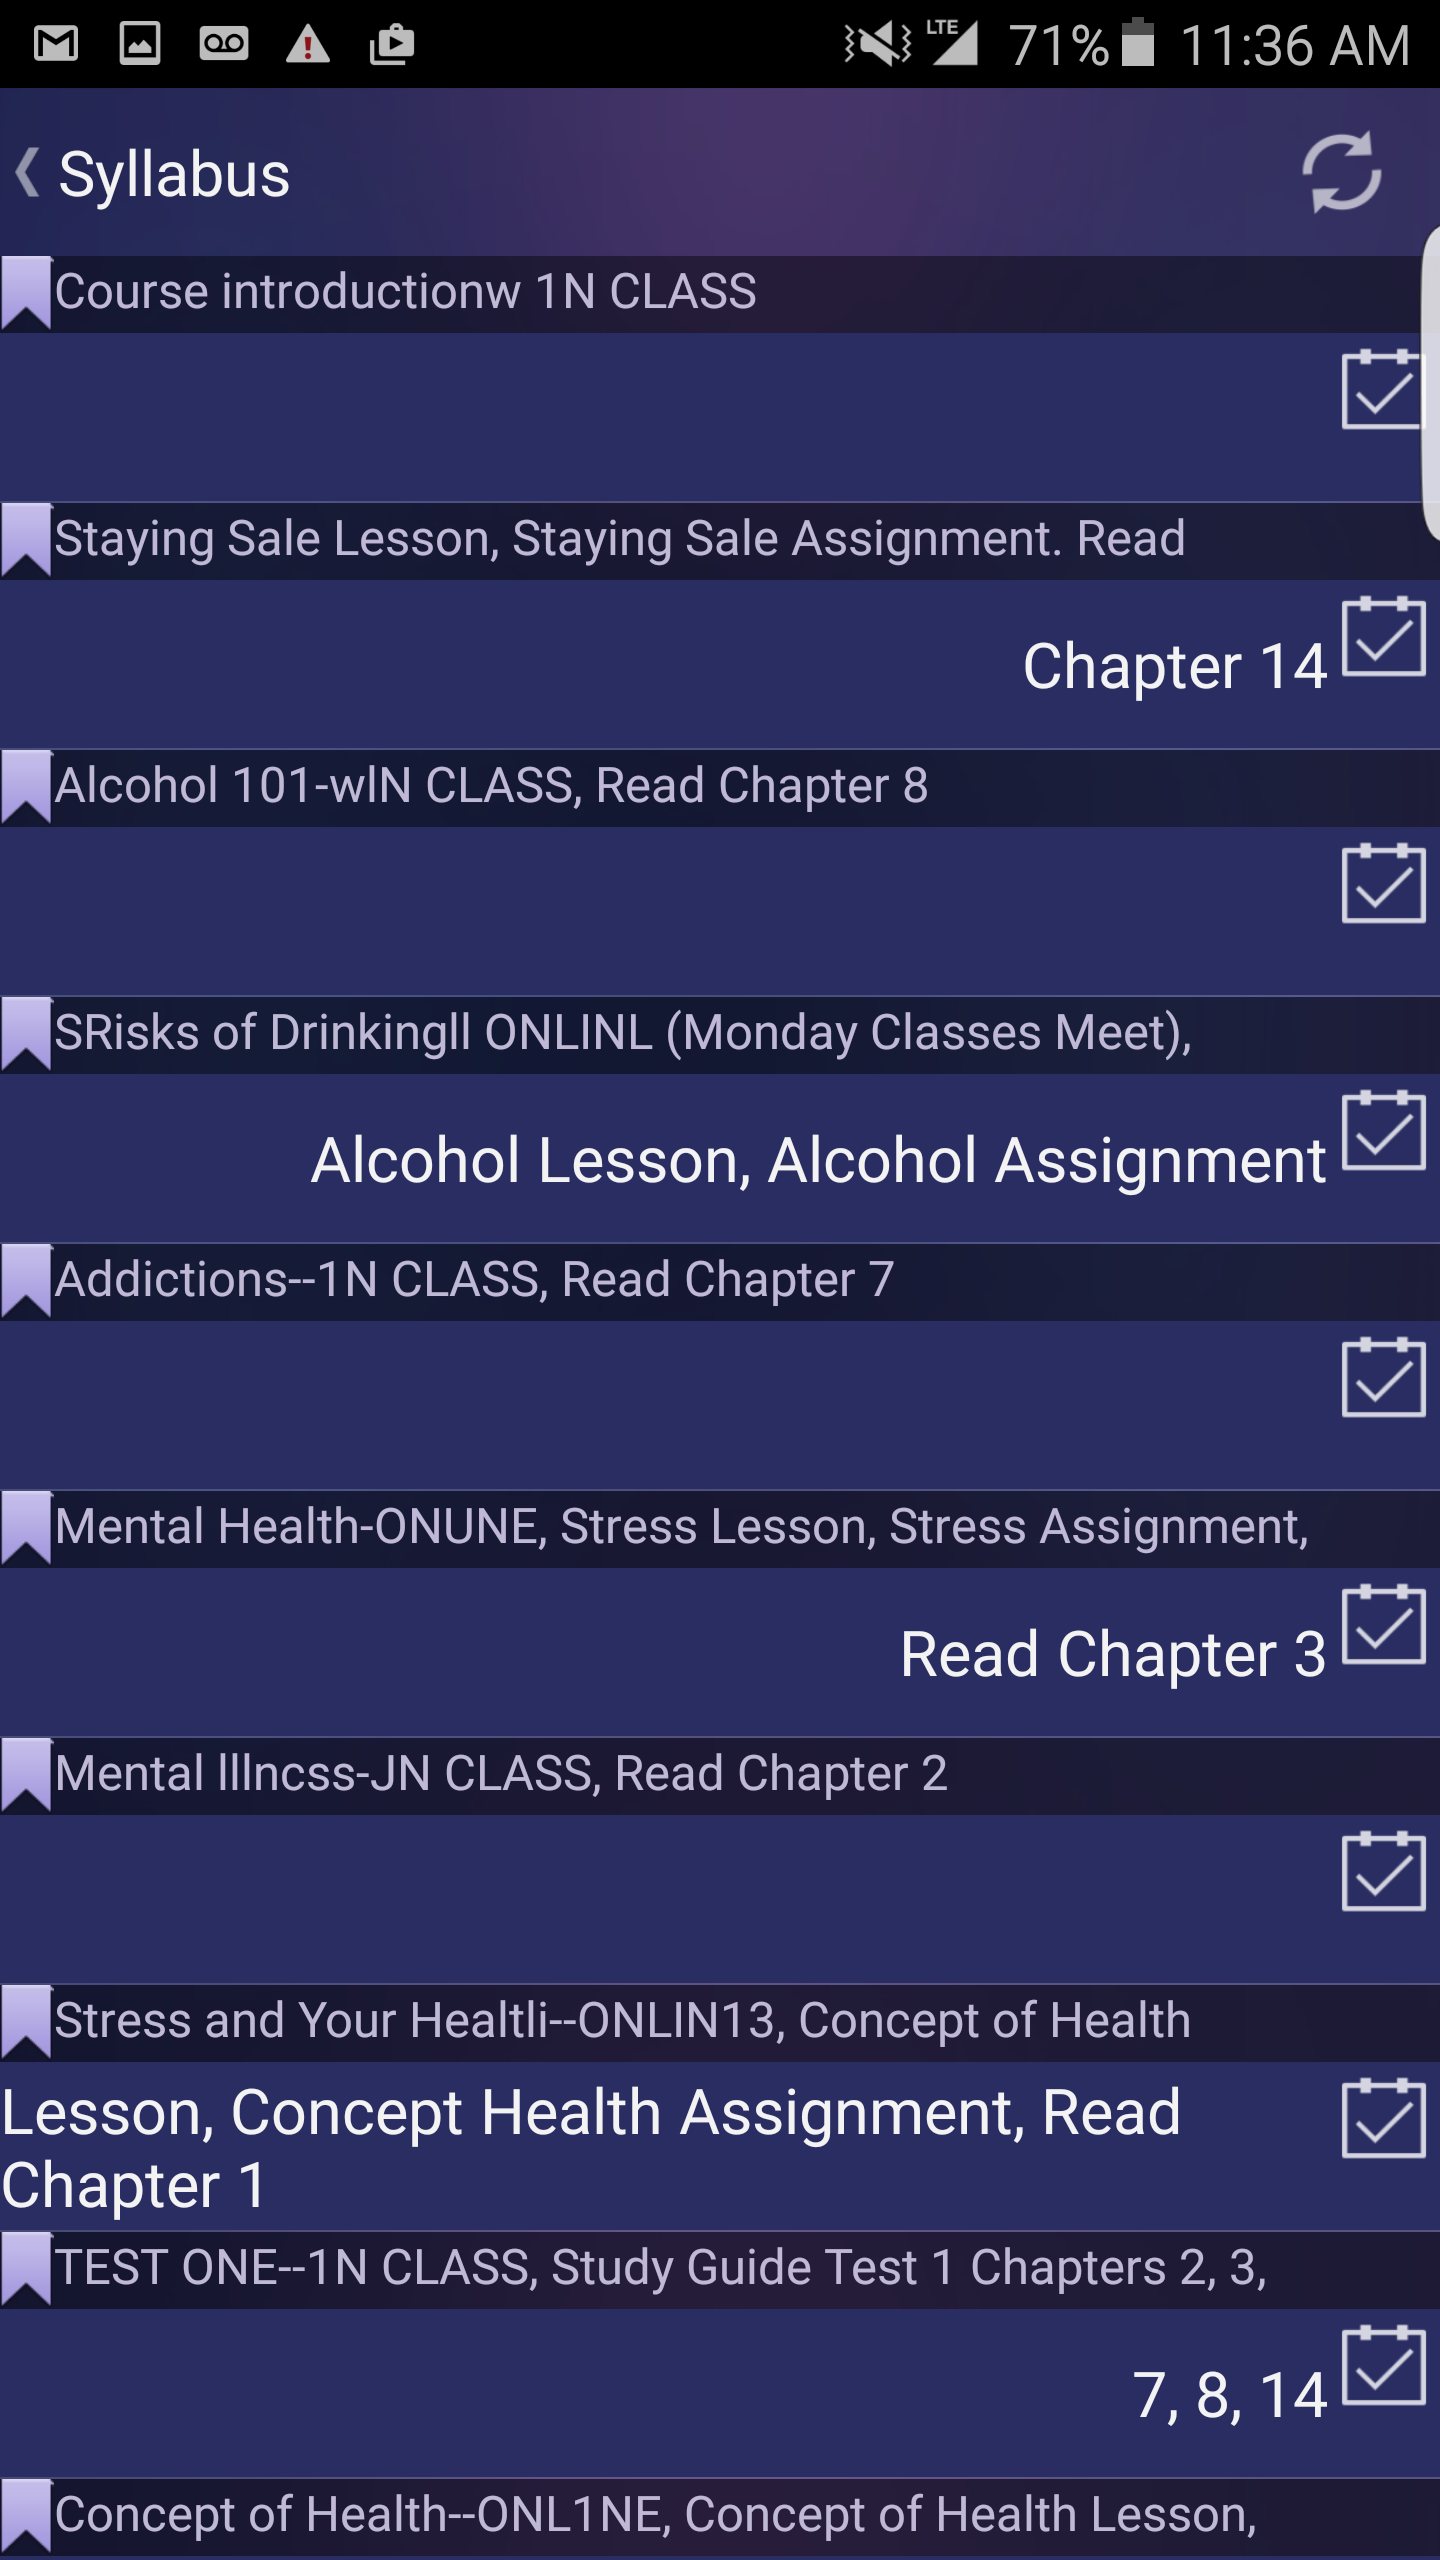 LTE 71% 11:36 AM
Syllabus
Course introductionw 1N CLASS
Staying Sale Lesson, Staying Sale Assignment. Read
Chapter 14
Alcohol 101-wlN CLASS, Read Chapter 8
SRisks of Drinkingll ONLINL (Monday Classes Meet),
Alcohol Lesson, Alcohol Assignment
Addictions--1N CLASS, Read Chapter 7
Mental Health-ONUNE, Stress Lesson, Stress Assignment,
Read Chapter 3
Mental lllncss-JN CLASS, Read Chapter 2
Stress and Your Healtli--ONLIN13, Concept of Health
Lesson, Concept Health Assignment, Read
Chapter 1
TEST ONE--1N CLASS, Study Guide Test 1 Chapters 2, 3,
7, 8, 14
Concept of Health--ONL1NE, Concept of Health Lesson,